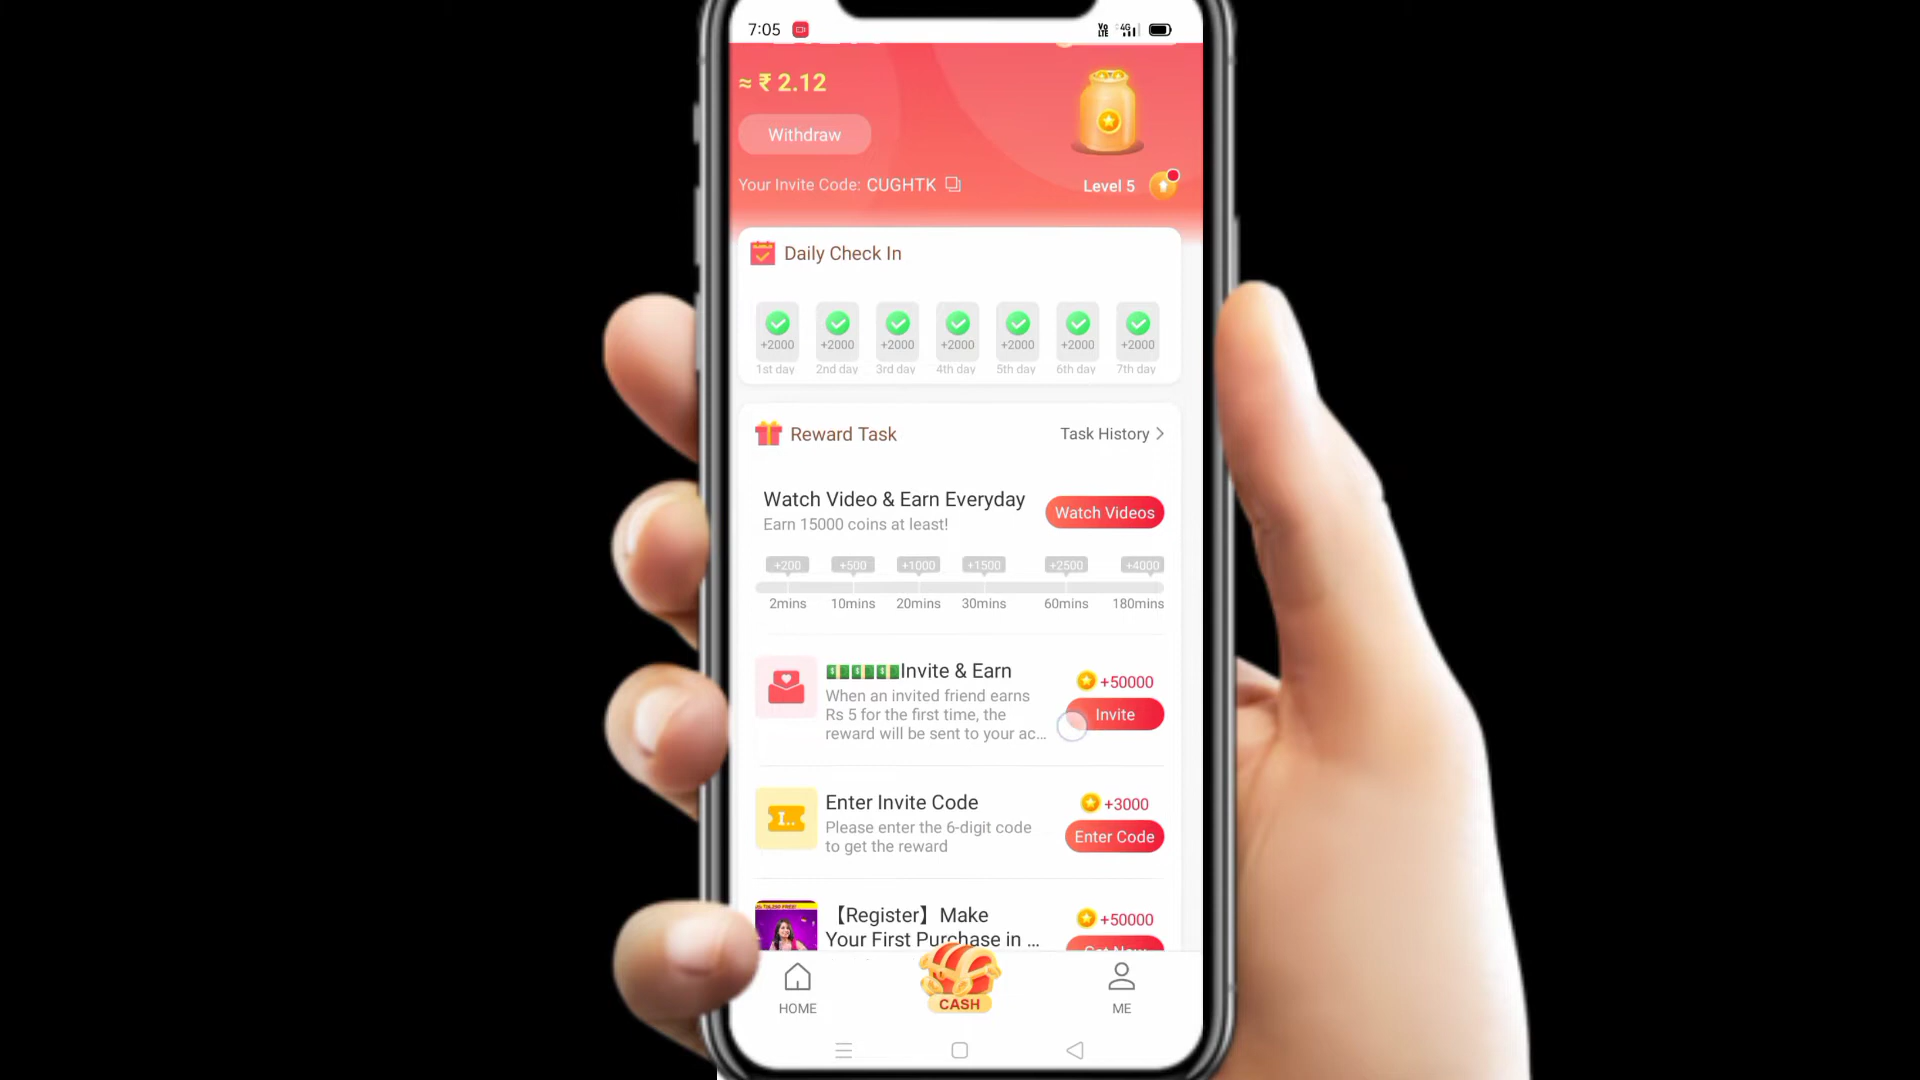 7:05 Vo LTE 4G
≈ ₹ 2.12
Withdraw
Your Invite Code: CUGHTK
Level 5
Daily Check In
+2000 +2000 +2000 +2000 +2000 +2000 +2000
1st day 2nd day 3rd day 4th day 5th day 6th day 7th day
Reward Task
Task History >
Watch Video & Earn Everyday
Earn 15000 coins at least!
Watch Videos
+200 +500 +1000 +1500 +2500 +4000
2mins 10mins 20mins 30mins 60mins 180mins
💵💵💵💵Invite & Earn
When an invited friend earns
Rs 5 for the first time, the
reward will be sent to your ac...
+50000
Invite
Enter Invite Code
Please enter the 6-digit code
to get the reward
+3000
Enter Code
I..
【Register】Make
Your First Purchase in ...
+50000
CASH
HOME
ME